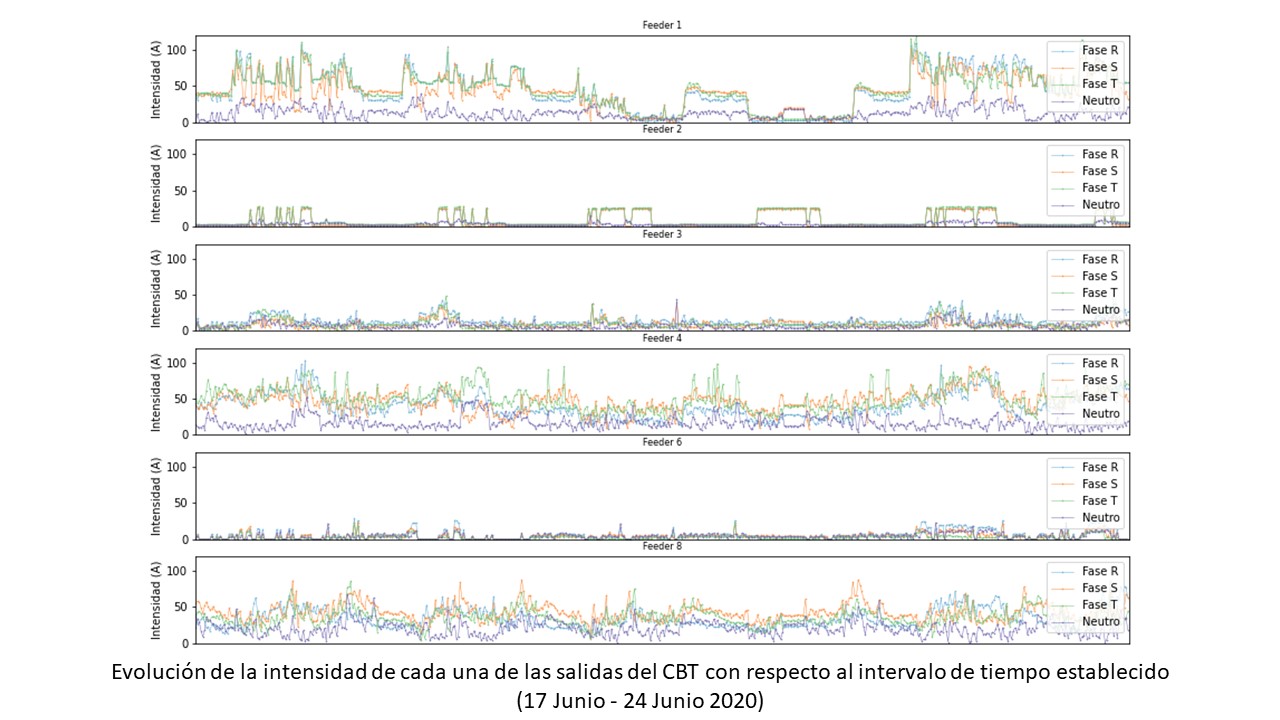 Feeder 1
Intensidad (A)
100
50
0
Fase R
Fase S
Fase T
Neutro
Feeder 2
Intensidad (A)
100
50
0
Fase R
Fase S
Fase T
Neutro
Feeder 3
Intensidad (A)
100
50
0
Fase R
Fase S
Fase T
Neutro
Feeder 4
Intensidad (A)
100
50
0
Fase R
Fase S
Fase T
Neutro
Feeder 6
Intensidad (A)
100
50
0
Fase R
Fase S
Fase T
Neutro
Feeder 8
Intensidad (A)
100
50
0
Fase R
Fase S
Fase T
Neutro
Evolución de la intensidad de cada una de las salidas del CBT con respecto al intervalo de tiempo establecido
(17 Junio - 24 Junio 2020)